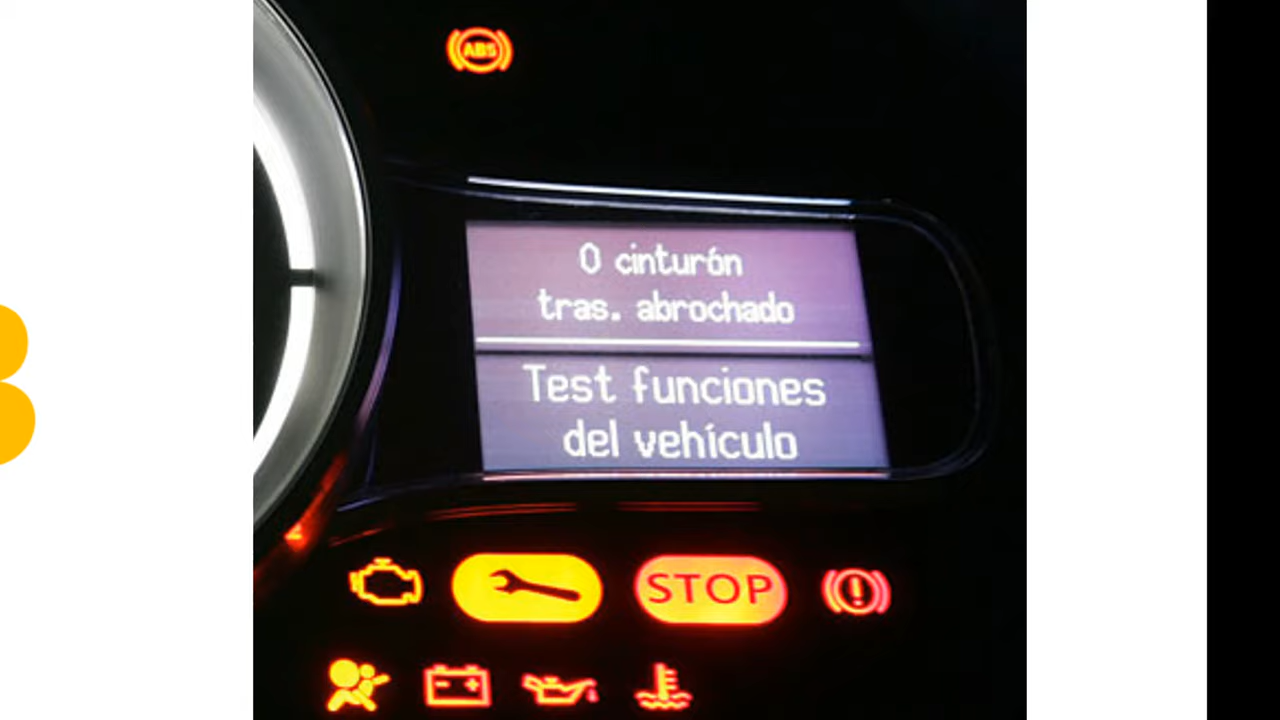 ABS
0 cinturón
tras. abrochado
Test funciones
del vehículo
STOP